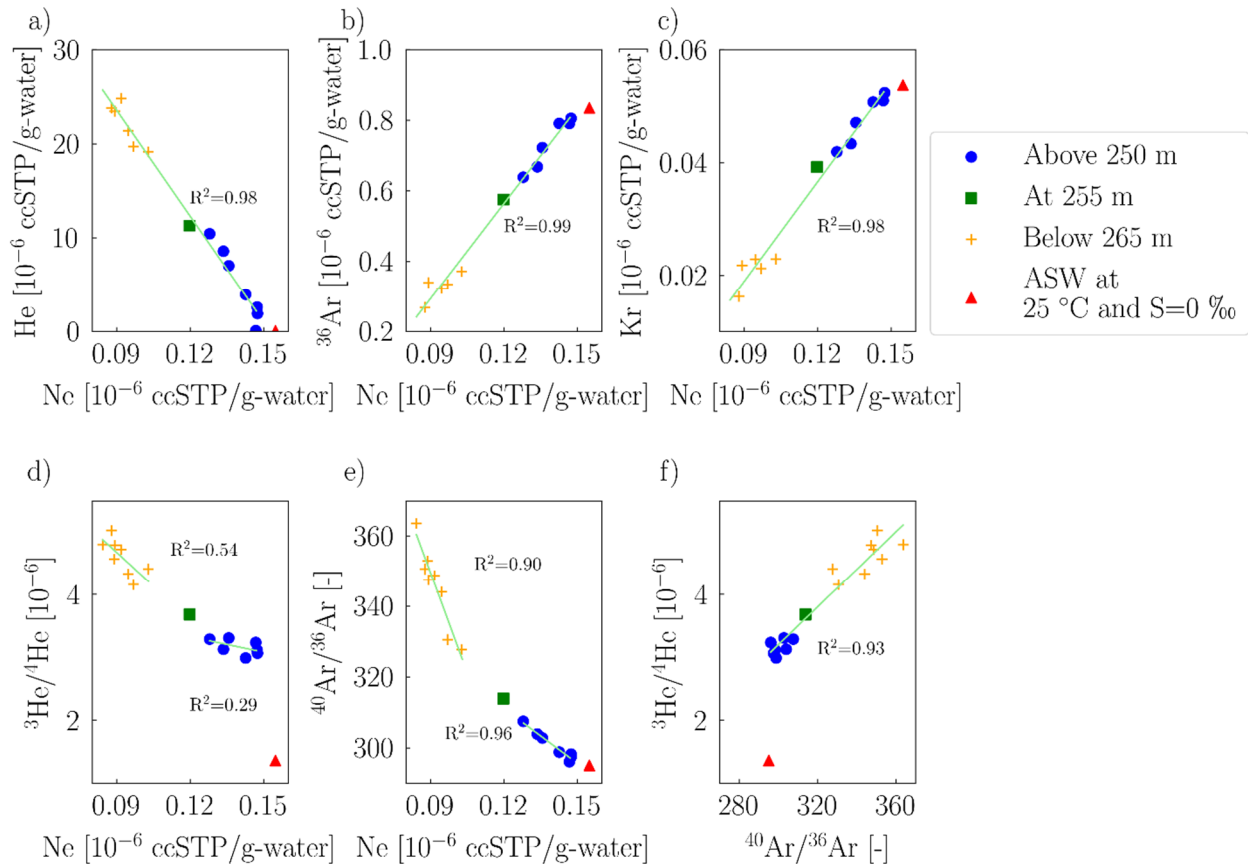 a)
b)
c)
He [10⁻⁶ ccSTP/g-water]
30
20
10
0
R²=0.98
0.09 0.12 0.15
Ne [10⁻⁶ ccSTP/g-water]
³⁶Ar [10⁻⁶ ccSTP/g-water]
1.0
0.8
0.6
0.4
0.2
R²=0.99
0.09 0.12 0.15
Ne [10⁻⁶ ccSTP/g-water]
Kr [10⁻⁶ ccSTP/g-water]
0.06
0.04
0.02
R²=0.98
0.09 0.12 0.15
Ne [10⁻⁶ ccSTP/g-water]
Above 250 m
At 255 m
Below 265 m
ASW at
25 °C and S=0 ‰
d)
e)
f)
³He/⁴He [10⁻⁶]
4
2
R²=0.54
R²=0.29
0.09 0.12 0.15
Ne [10⁻⁶ ccSTP/g-water]
⁴⁰Ar/³⁶Ar [-]
360
340
320
300
R²=0.90
R²=0.96
0.09 0.12 0.15
Ne [10⁻⁶ ccSTP/g-water]
³He/⁴He [10⁻⁶]
4
2
R²=0.93
280 320 360
⁴⁰Ar/³⁶Ar [-]